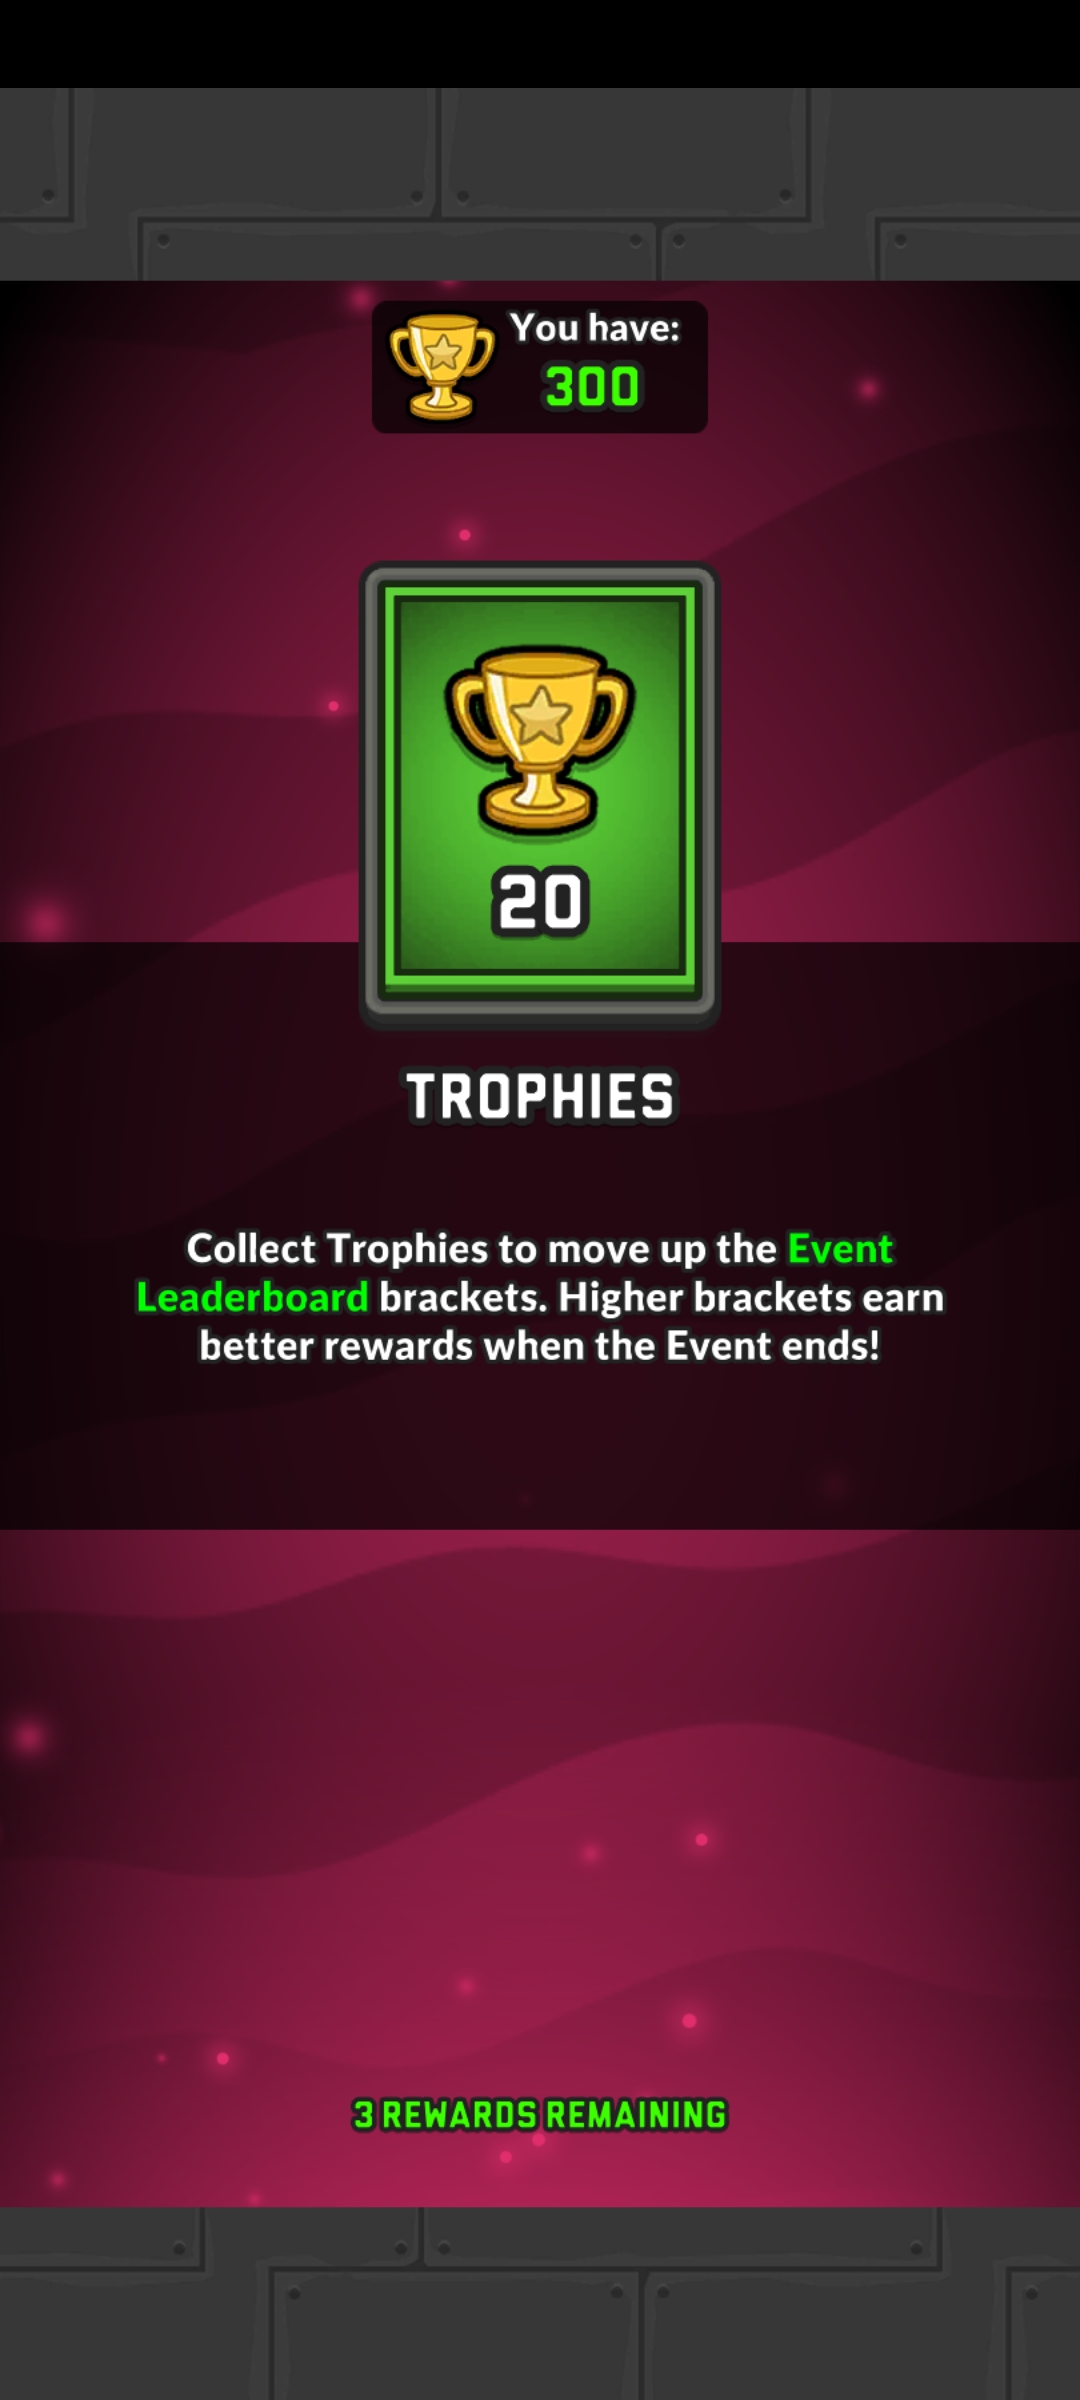 You have:
300
20
TROPHIES
Collect Trophies to move up the Event
Leaderboard brackets. Higher brackets earn
better rewards when the Event ends!
3 REWARDS REMAINING